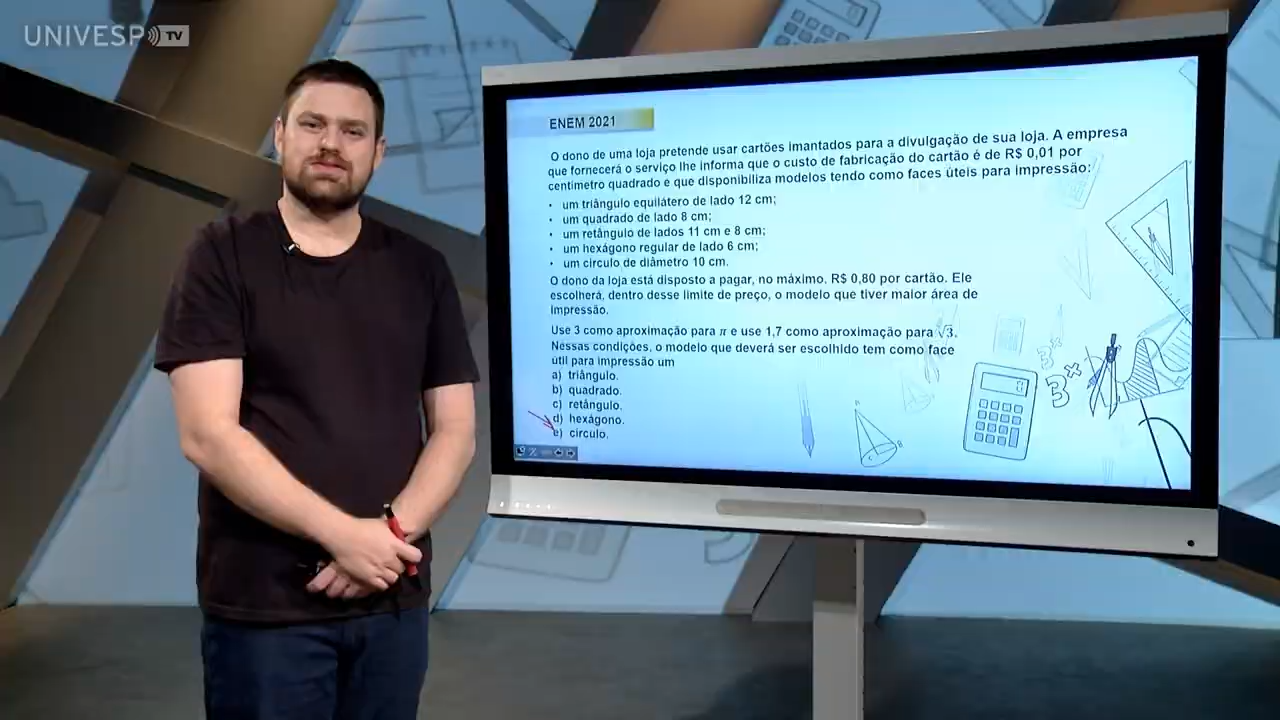 UNIVESP TV
ENEM 2021
O dono de uma loja pretende usar cartões imantados para a divulgação de sua loja. A empresa
que fornecerá o serviço lhe informa que o custo de fabricação do cartão é de R$ 0,01 por
centímetro quadrado e que disponibiliza modelos tendo como faces úteis para impressão:
• um triângulo equilátero de lado 12 cm;
• um quadrado de lado 8 cm;
• um retângulo de lados 11 cm e 8 cm;
• um hexágono regular de lado 6 cm;
• um círculo de diâmetro 10 cm.
O dono da loja está disposto a pagar, no máximo, R$ 0,80 por cartão. Ele
escolherá, dentro desse limite de preço, o modelo que tiver maior área de
impressão.
Use 3 como aproximação para π e use 1,7 como aproximação para √3.
Nessas condições, o modelo que deverá ser escolhido tem como face
útil para impressão um
a) triângulo.
b) quadrado.
c) retângulo.
d) hexágono.
e) círculo.
3ˣ
3ˣ